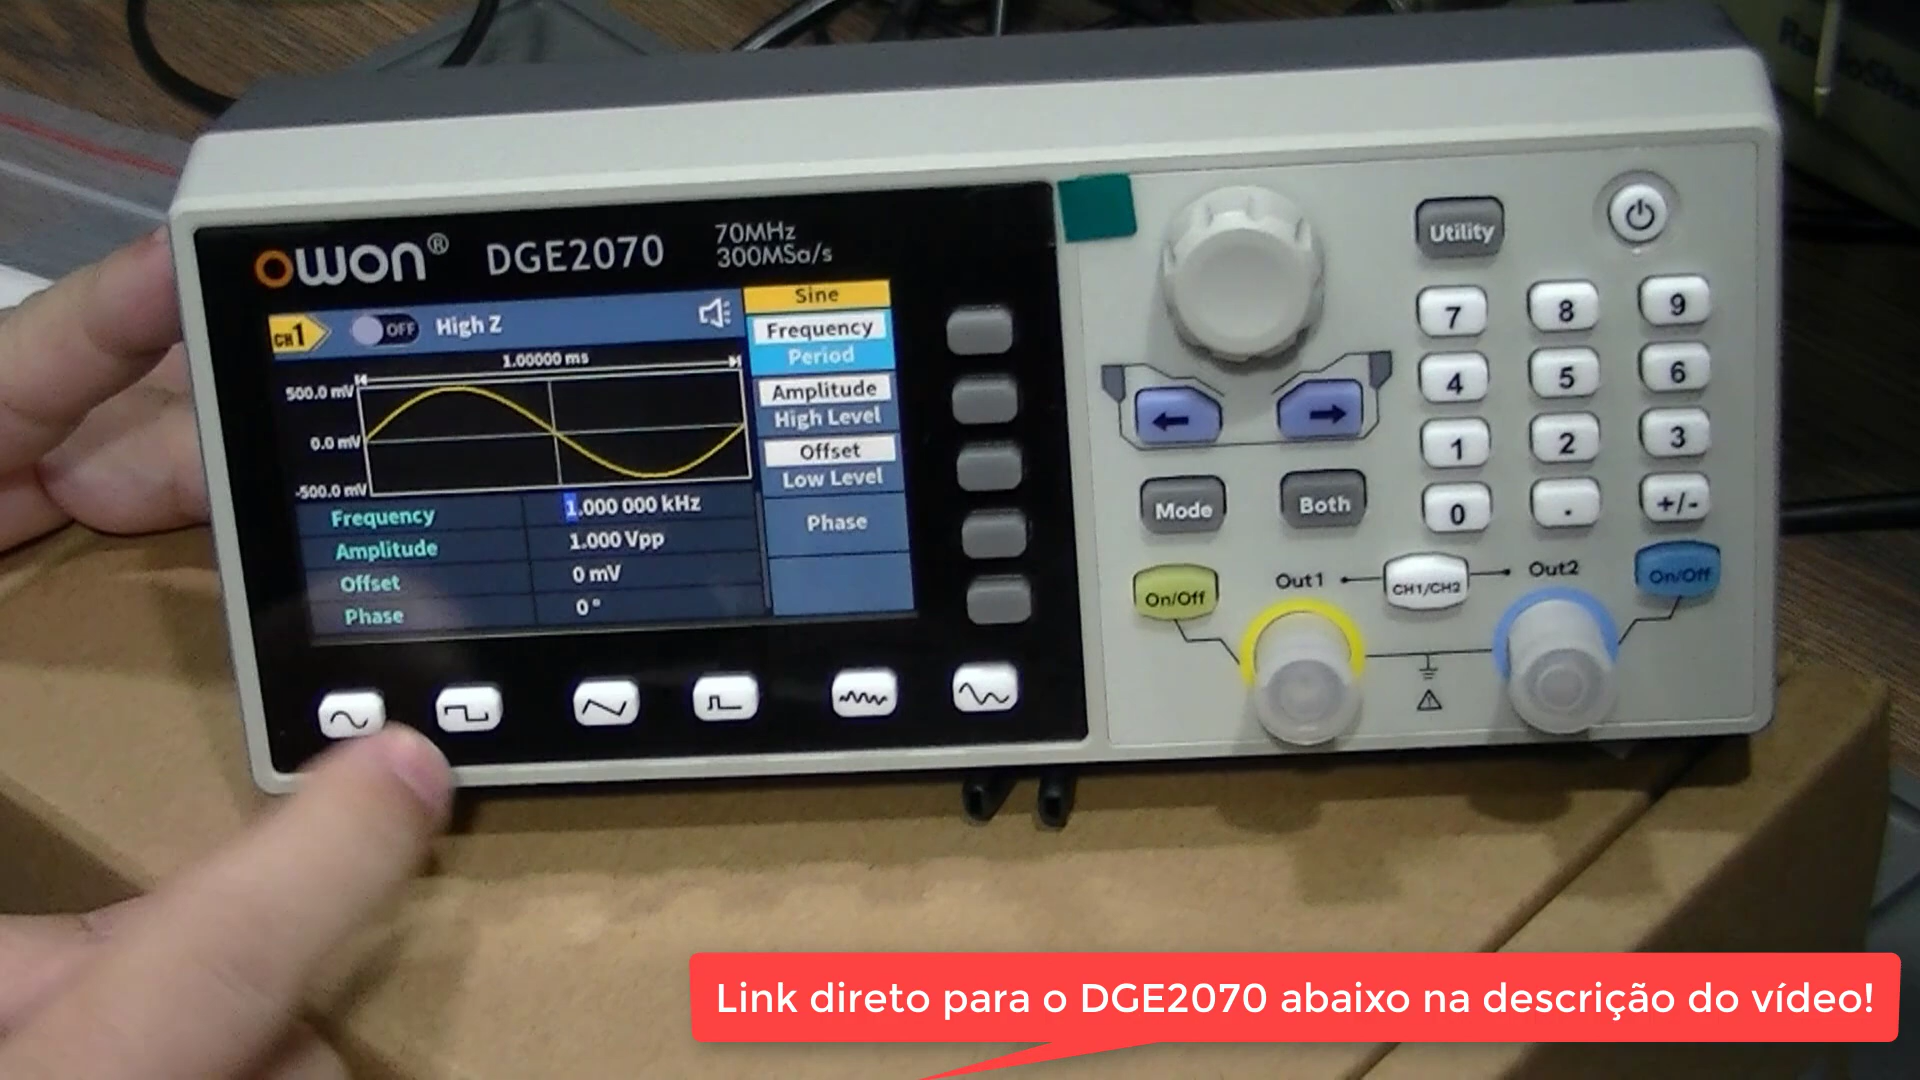 owon® DGE2070
70MHz
300MSa/s
CH1 OFF High Z
1.00000 ms
500.0 mV
0.0 mV
-500.0 mV
Frequency 1.000 000 kHz
Amplitude 1.000 Vpp
Offset 0 mV
Phase 0°
Sine
Frequency
Period
Amplitude
High Level
Offset
Low Level
Phase
Utility
7 8 9
4 5 6
1 2 3
0 . +/-
Mode Both
On/Off Out1 CH1/CH2 Out2 On/Off
Link direto para o DGE2070 abaixo na descrição do vídeo!